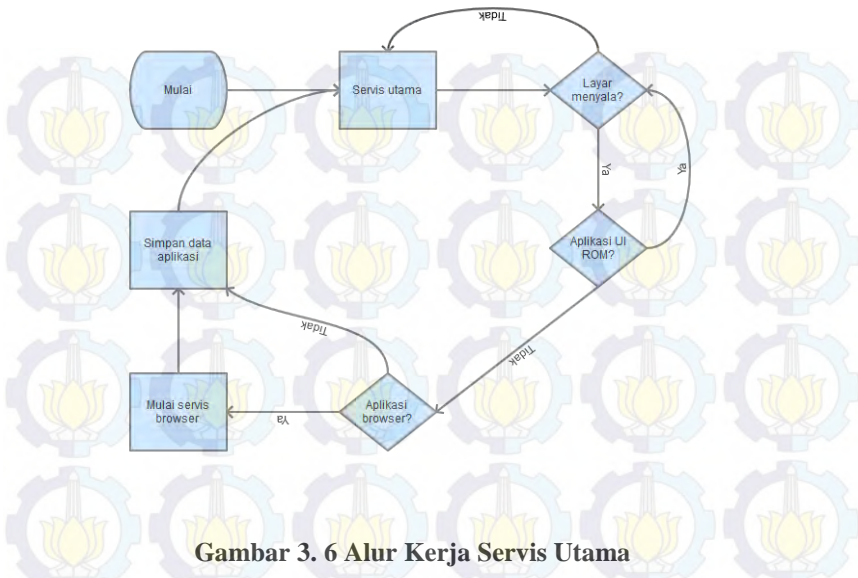 Tidak
Mulai
Servis utama
Layar
menyala?
Ya
Ya
Simpan data
aplikasi
Aplikasi UI
ROM?
Tidak
Tidak
Mulai servis
browser
Ya
Aplikasi
browser?
Gambar 3. 6 Alur Kerja Servis Utama